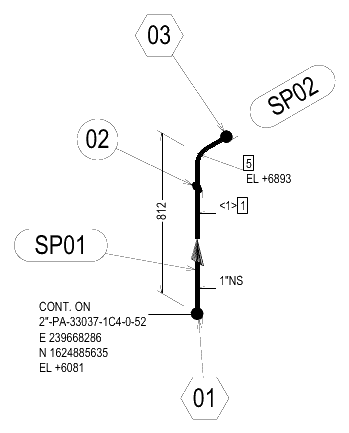 03
SP02
02
5
EL +6893
<1> 1
812
SP01
1"NS
CONT. ON
2"-PA-33037-1C4-0-52
E 239668286
N 1624885635
EL +6081
01